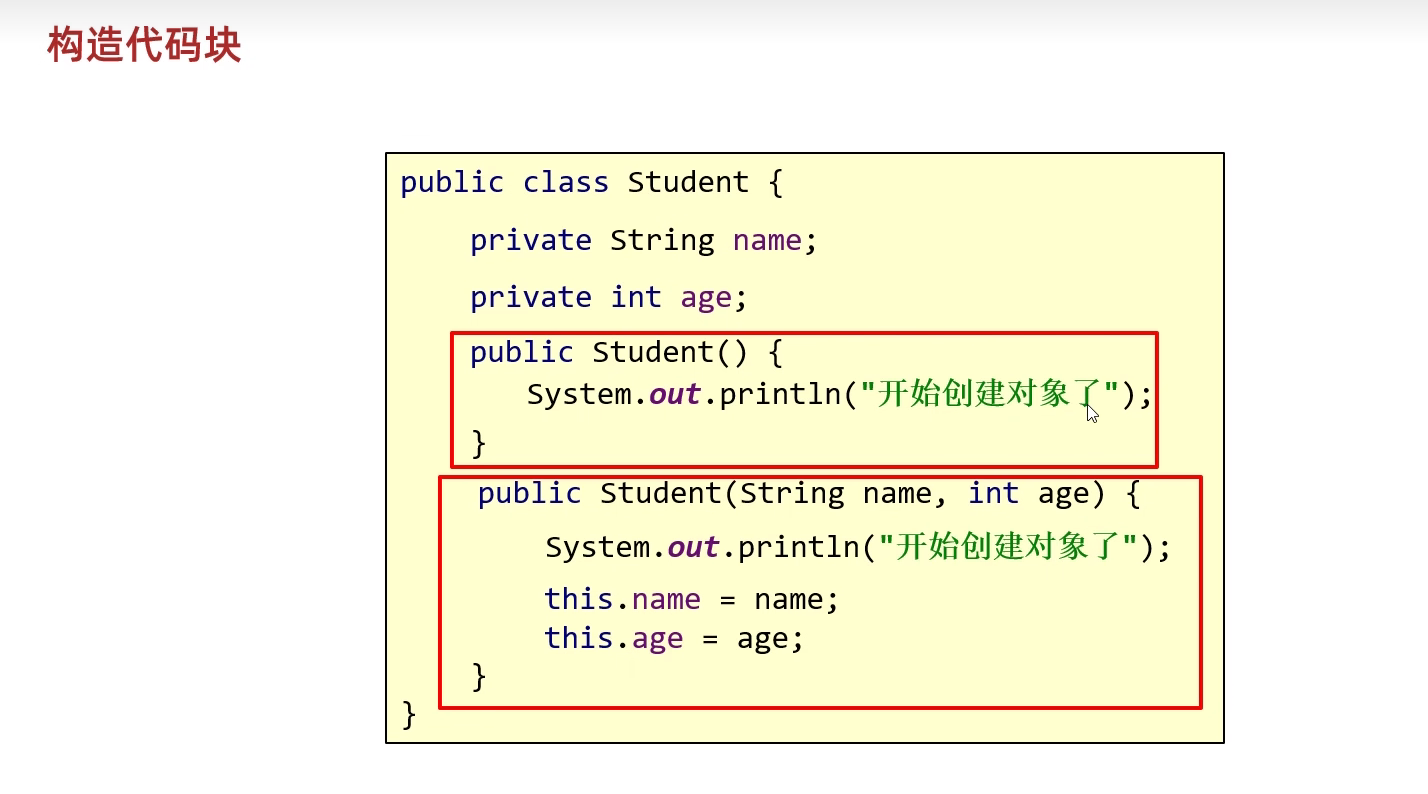 构造代码块
public class Student {
private String name;
private int age;
public Student() {
System.out.println("开始创建对象了");
}
public Student(String name, int age) {
System.out.println("开始创建对象了");
this.name = name;
this.age = age;
}
}